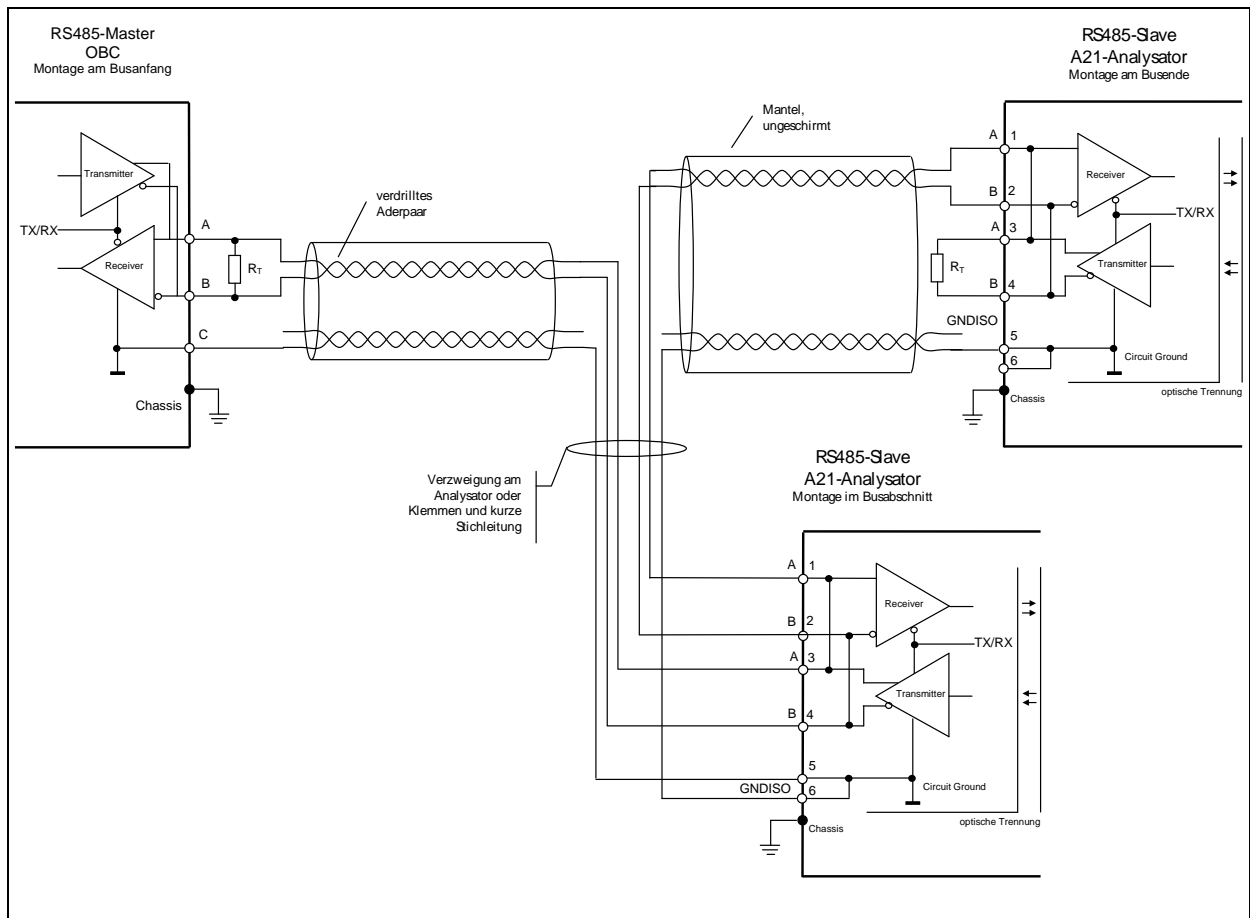 RS485-Master
OBC
Montage am Busanfang
Transmitter
TX/RX
Receiver
A
B
C
R_T
Chassis
verdrilltes
Aderpaar
Mantel,
ungeschirmt
RS485-Slave
A21-Analysator
Montage am Busende
A 1
B 2
A 3
B 4
GNDISO
5
6
R_T
Receiver
TX/RX
Transmitter
Circuit Ground
optische Trennung
Chassis
Verzweigung am
Analysator oder
Klemmen und kurze
Stichleitung
RS485-Slave
A21-Analysator
Montage im Busabschnitt
A 1
B 2
A 3
B 4
5
GNDISO 6
Receiver
TX/RX
Transmitter
Circuit Ground
optische Trennung
Chassis